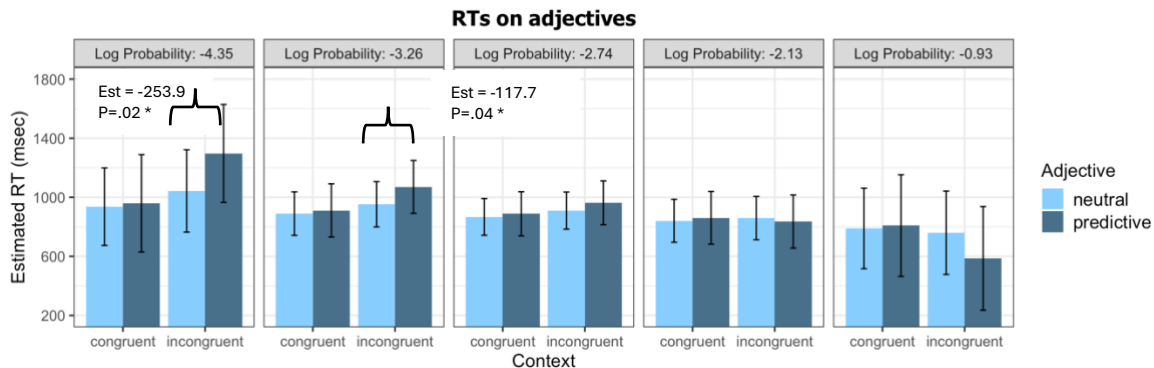 RTs on adjectives
Log Probability: -4.35
Log Probability: -3.26
Log Probability: -2.74
Log Probability: -2.13
Log Probability: -0.93
Est = -253.9
P=.02 *
Est = -117.7
P=.04 *
Estimated RT (msec)
1800
1400
1000
600
200
congruent incongruent
congruent incongruent
congruent incongruent
congruent incongruent
congruent incongruent
Context
Adjective
neutral
predictive